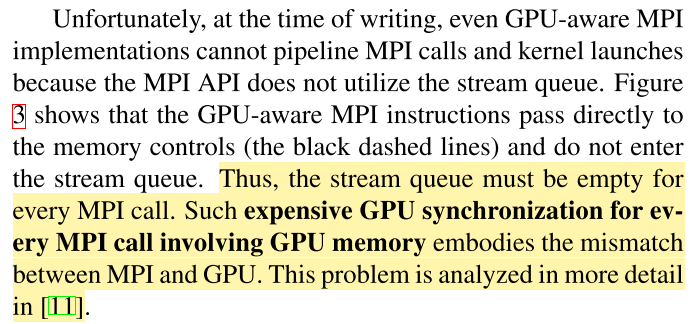 Unfortunately, at the time of writing, even GPU-aware MPI
implementations cannot pipeline MPI calls and kernel launches
because the MPI API does not utilize the stream queue. Figure
3 shows that the GPU-aware MPI instructions pass directly to
the memory controls (the black dashed lines) and do not enter
the stream queue. Thus, the stream queue must be empty for
every MPI call. Such expensive GPU synchronization for ev-
ery MPI call involving GPU memory embodies the mismatch
between MPI and GPU. This problem is analyzed in more detail
in [11].